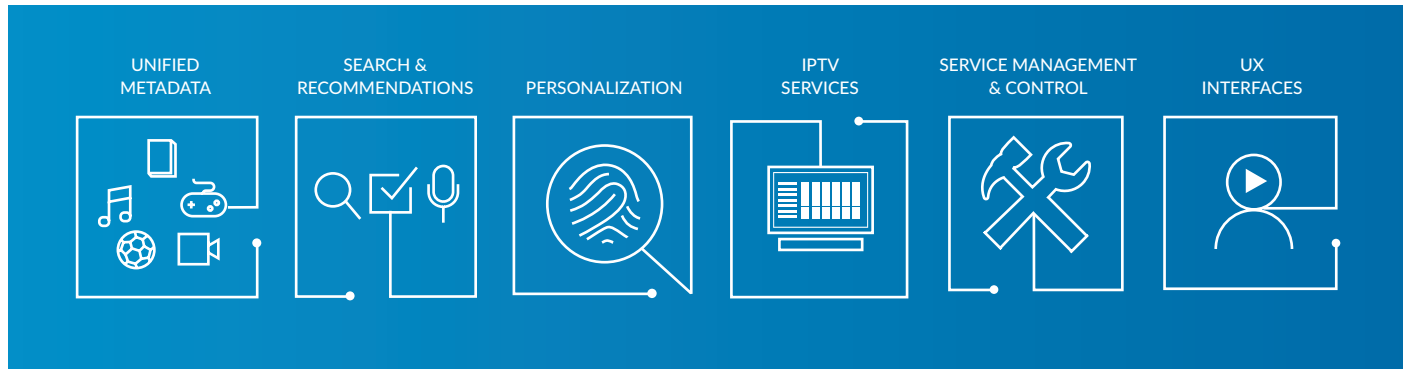 UNIFIED
METADATA
SEARCH &
RECOMMENDATIONS
PERSONALIZATION
IPTV
SERVICES
SERVICE MANAGEMENT
& CONTROL
UX
INTERFACES